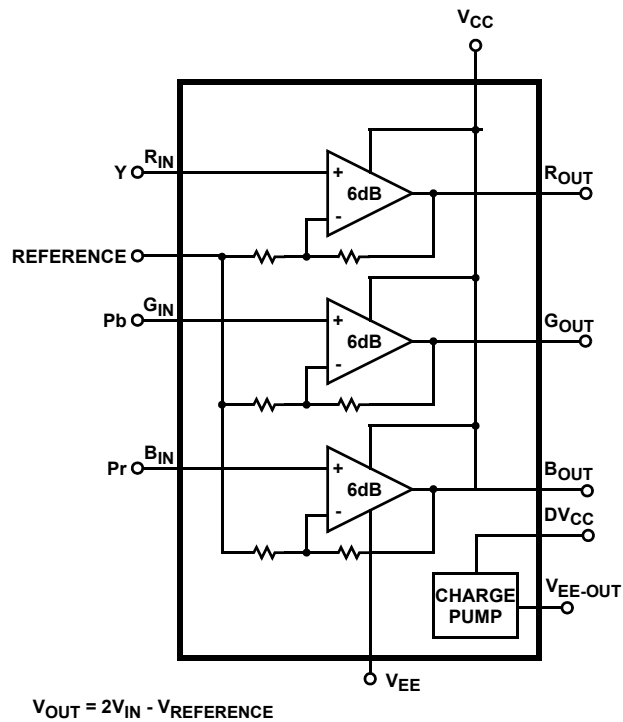 VCC
RIN
Y
+
6dB
-
ROUT
REFERENCE
GIN
Pb
+
6dB
-
GOUT
BIN
Pr
+
6dB
-
BOUT
DVCC
CHARGE
PUMP
VEE-OUT
VEE
VOUT = 2VIN - VREFERENCE